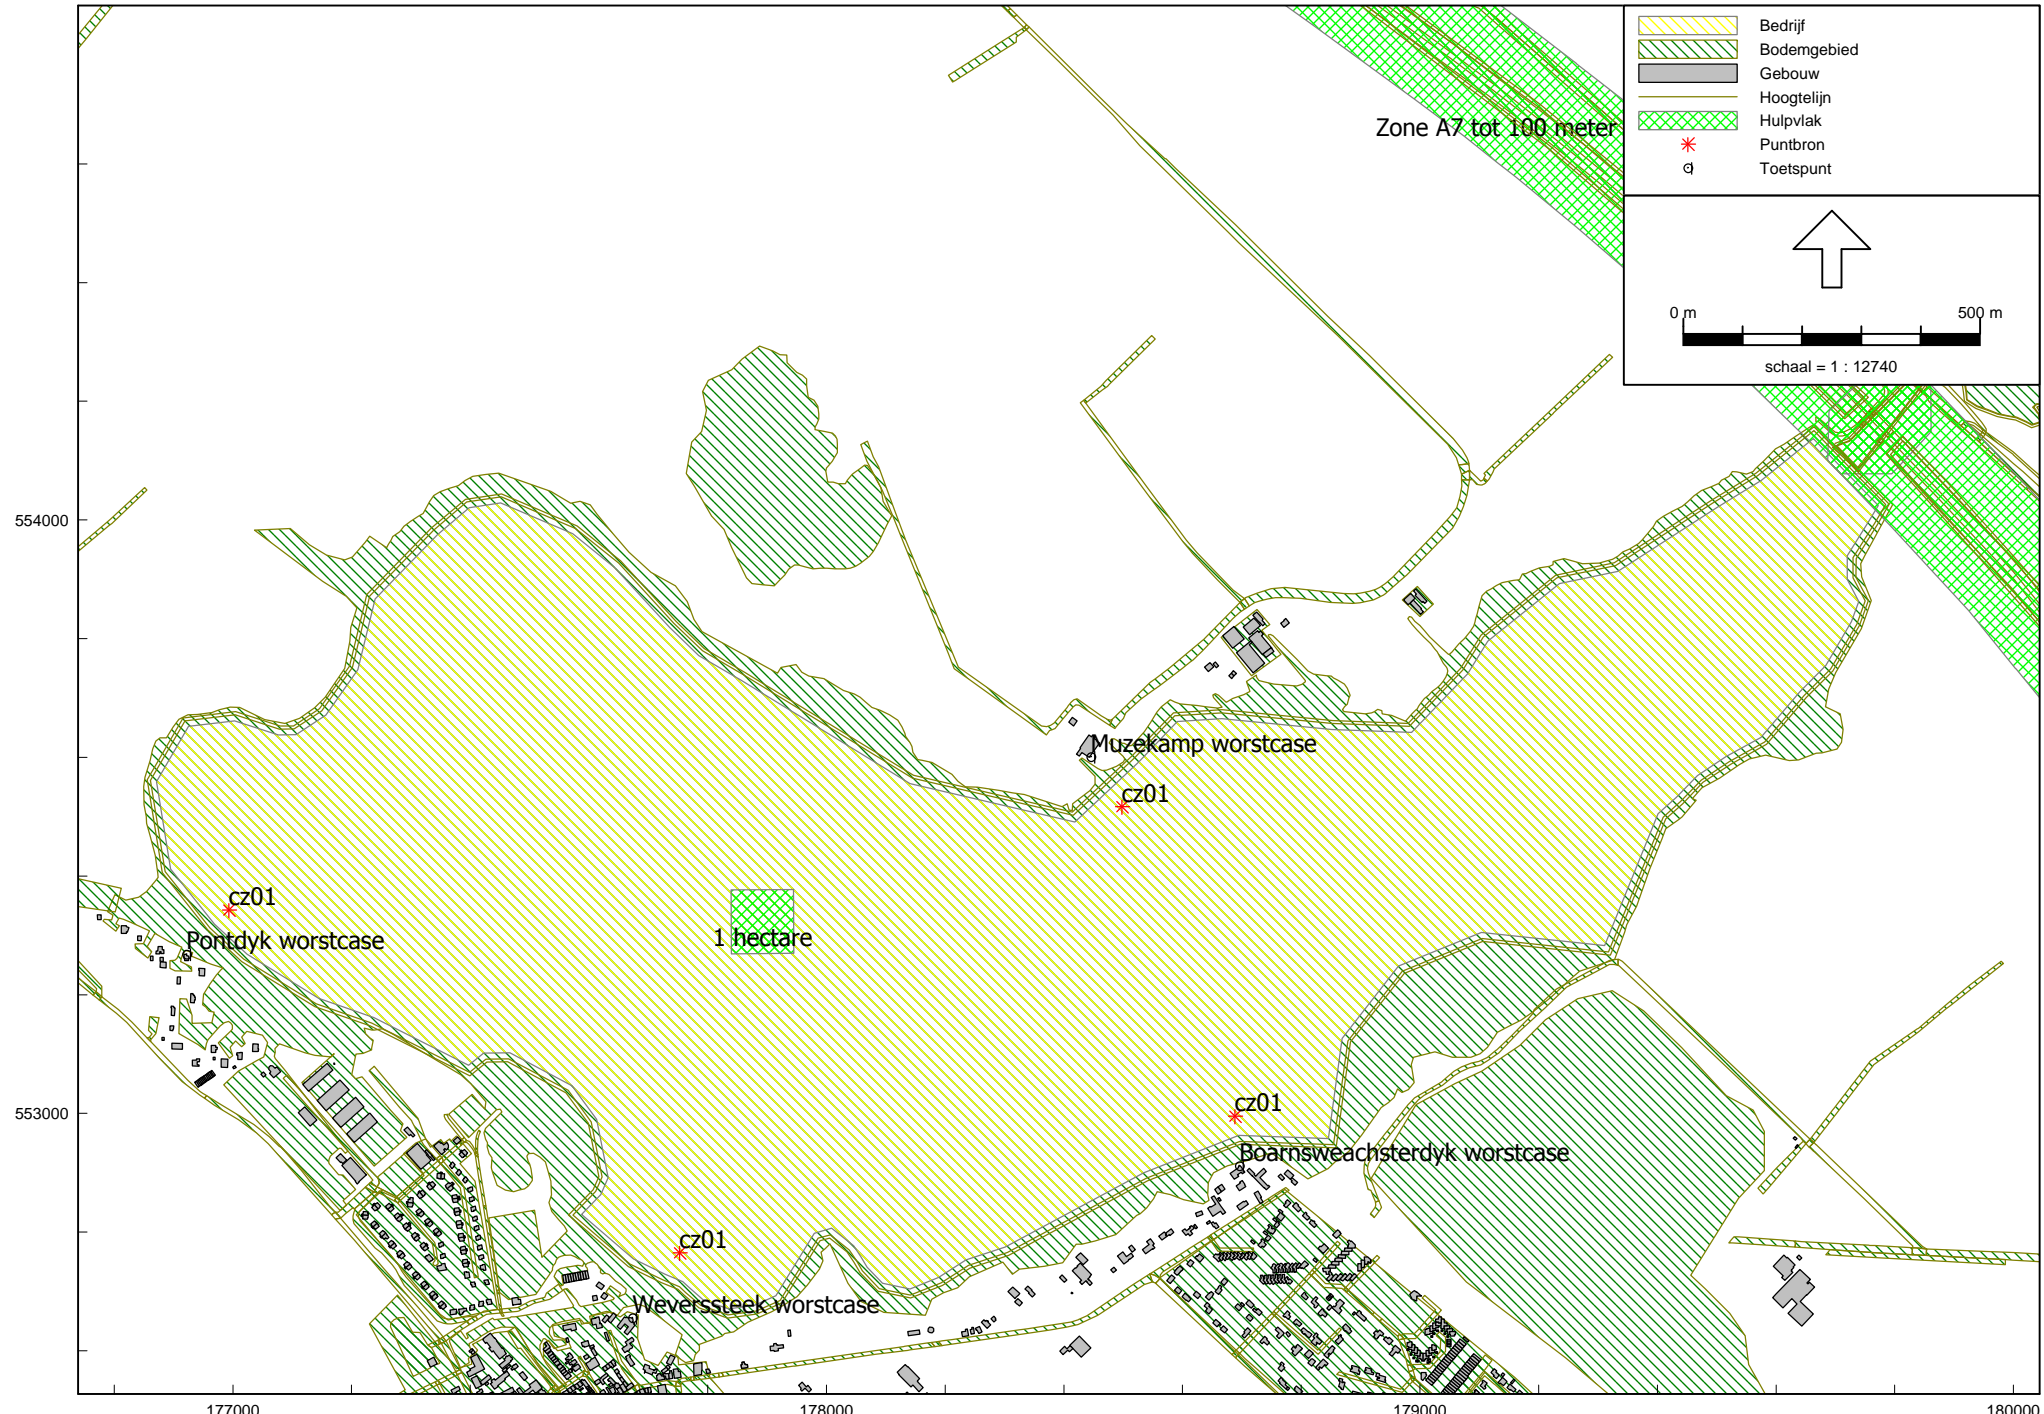 Bedrijf
Bodemgebied
Gebouw
Hoogtelijn
Hulpvlak
Puntbron
Toetspunt
Zone A7 tot 100 meter
0 m 500 m
schaal = 1 : 12740
554000
Muzekamp worstcase
cz01
cz01
Pontdyk worstcase
1 hectare
553000
cz01
Boarnsweachsterdyk worstcase
cz01
Weverssteek worstcase
177000 178000 179000 180000